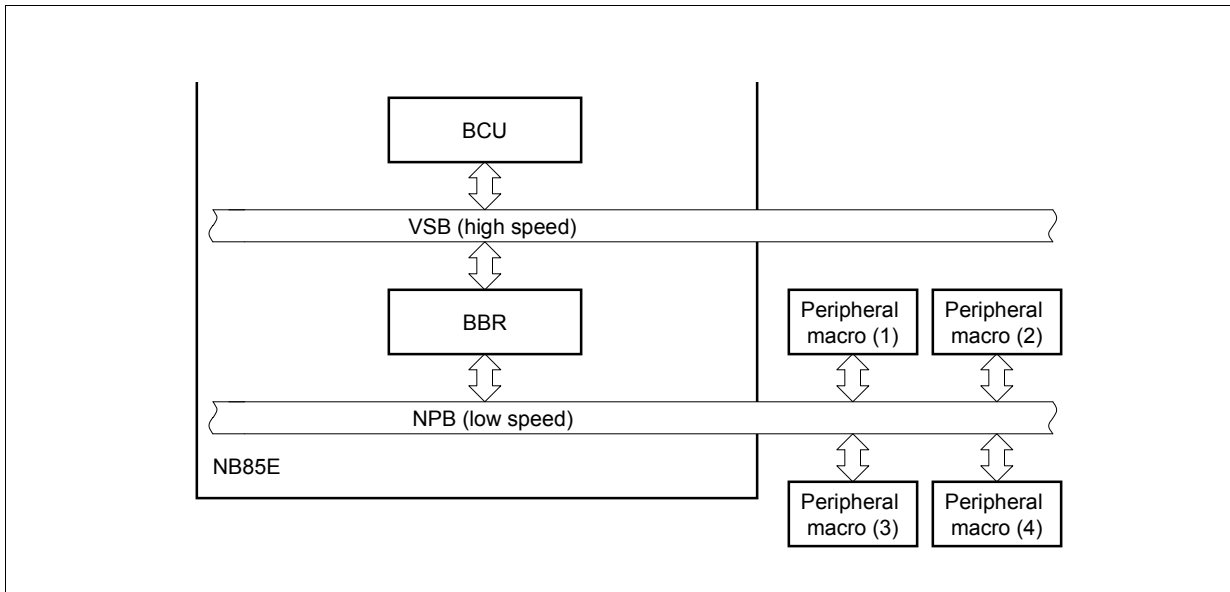 BCU
VSB (high speed)
BBR
Peripheral
macro (1)
Peripheral
macro (2)
NPB (low speed)
NB85E
Peripheral
macro (3)
Peripheral
macro (4)